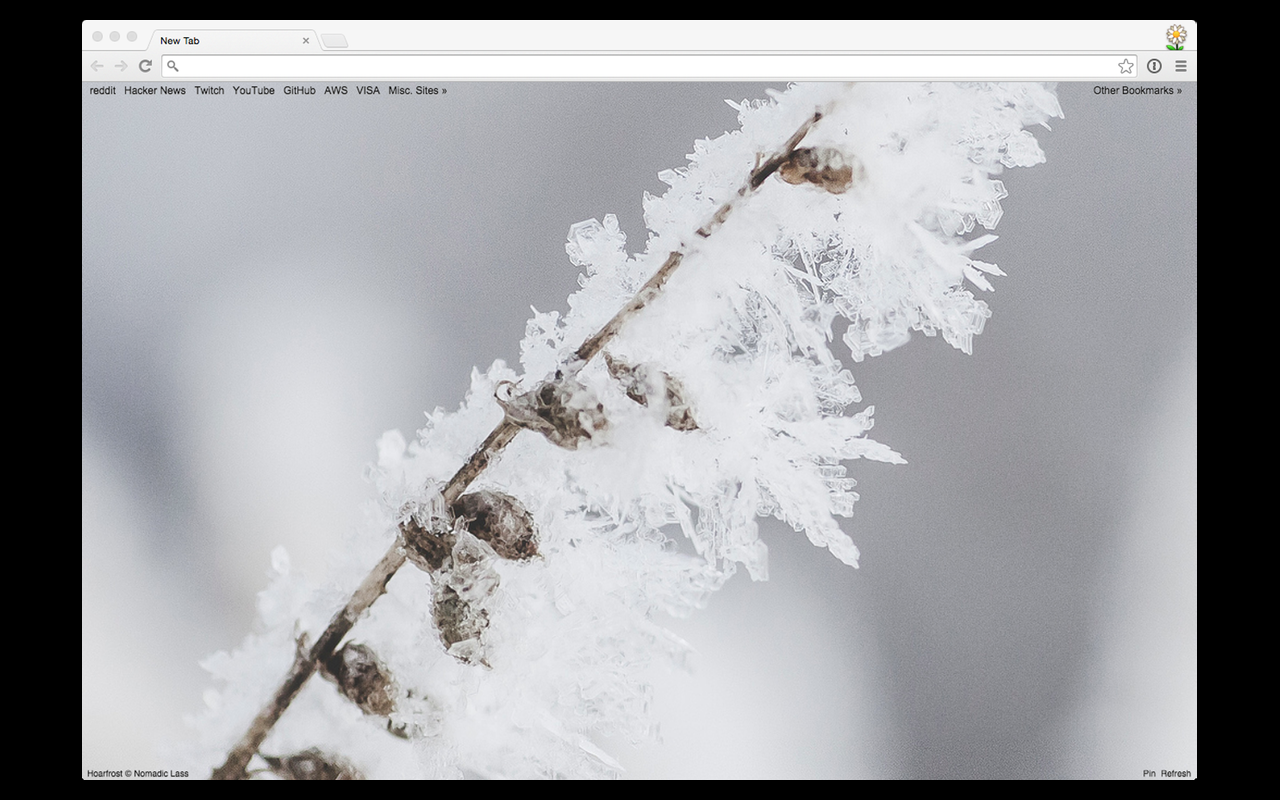 New Tab
reddit Hacker News Twitch YouTube GitHub AWS VISA Misc. Sites » Other Bookmarks »
Hoarfrost © Nomadic Lass Pin Refresh